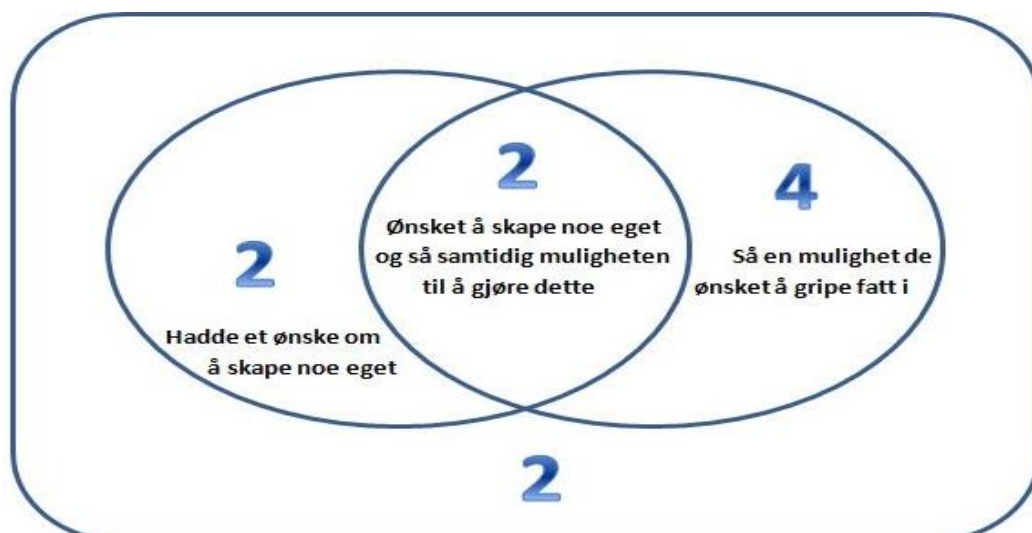 2
Ønsket å skape noe eget
og så samtidig muligheten
til å gjøre dette
4
Så en mulighet de
ønsket å gripe fatt i
2
Hadde et ønske om
å skape noe eget
2